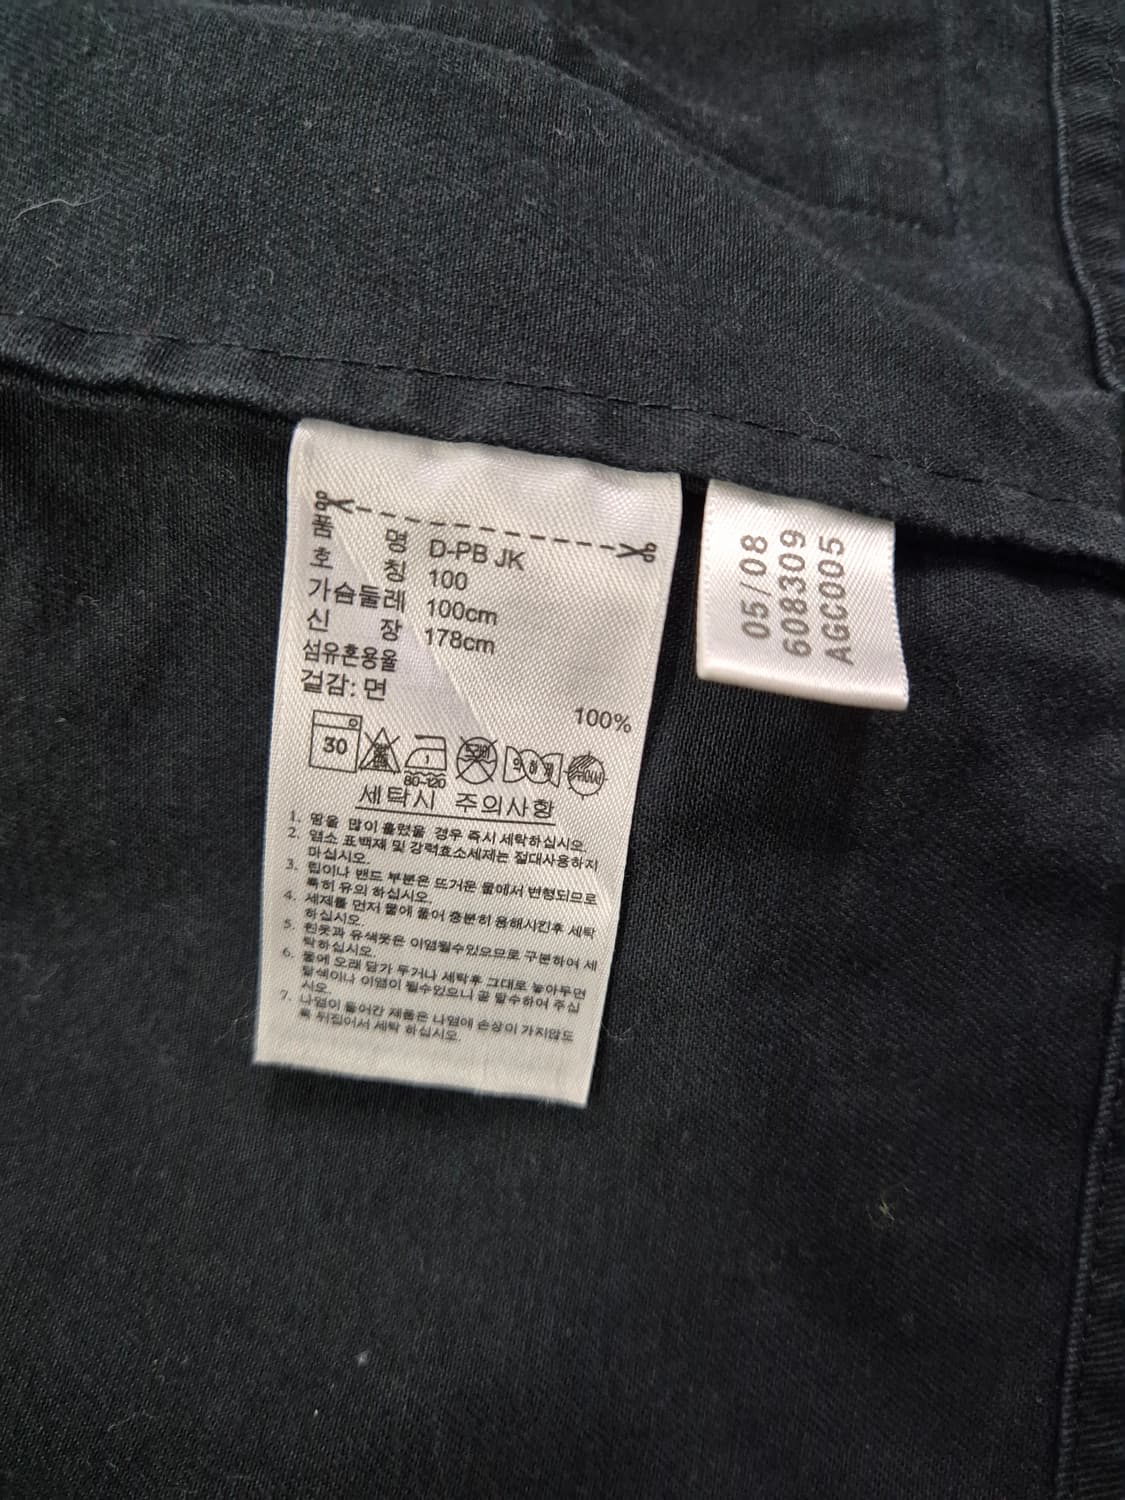 품 명 D-PB JK
호 칭 100
가슴둘레 100cm
신 장 178cm
섬유혼용율
겉감: 면 100%
30
80~120
세탁시 주의사항
1. 땀을 많이 흘렸을 경우 즉시 세탁하십시오.
2. 염소 표백제 및 강력효소세제는 절대사용하지
마십시오.
3. 립이나 밴드 부분은 뜨거운 물에서 변형되므로
특히 유의 하십시오.
4. 세제를 먼저 물에 풀어 충분히 용해시킨후 세탁
하십시오.
5. 흰옷과 유색옷은 이염될수있으므로 구분하여 세
탁하십시오.
6. 물에 오래 담가 두거나 세탁후 그대로 놓아두면
탈색이나 이염이 될수있으니 곧 탈수하여 주십
시오.
7. 나염이 들어간 제품은 나염에 손상이 가지않도
록 뒤집어서 세탁 하십시오.
05/08
608309
AGC005